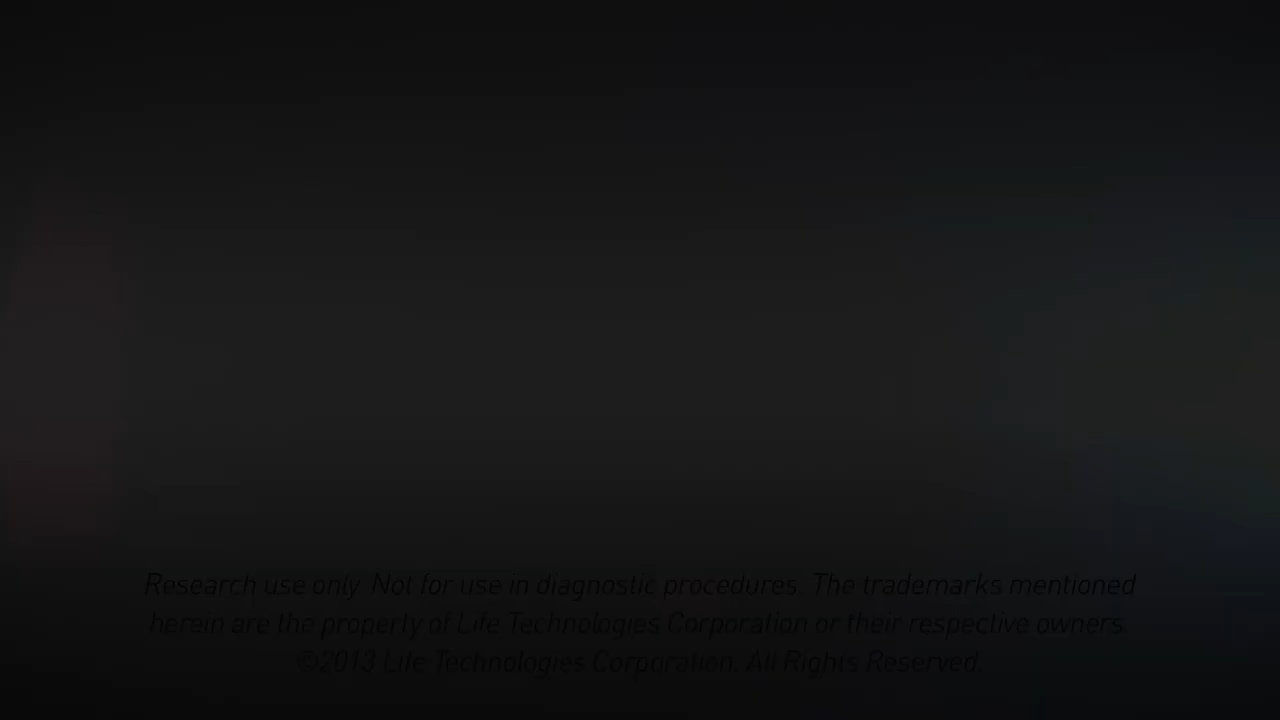 Research use only. Not for use in diagnostic procedures. The trademarks mentioned
herein are the property of Life Technologies Corporation or their respective owners.
©2013 Life Technologies Corporation. All Rights Reserved.